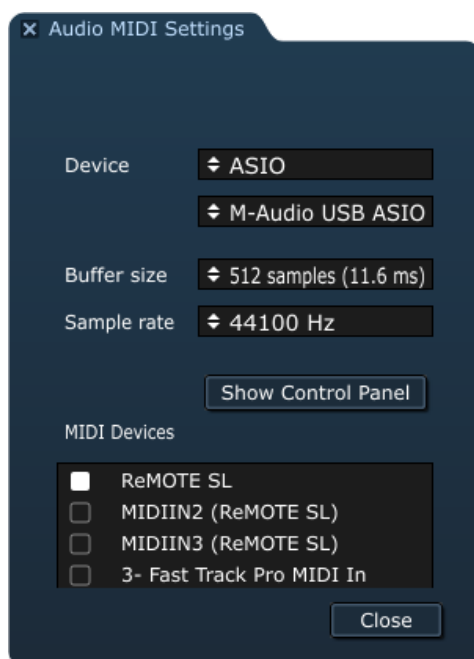 Audio MIDI Settings
Device ASIO
M-Audio USB ASIO
Buffer size 512 samples (11.6 ms)
Sample rate 44100 Hz
Show Control Panel
MIDI Devices
ReMOTE SL
MIDIIN2 (ReMOTE SL)
MIDIIN3 (ReMOTE SL)
3- Fast Track Pro MIDI In
Close